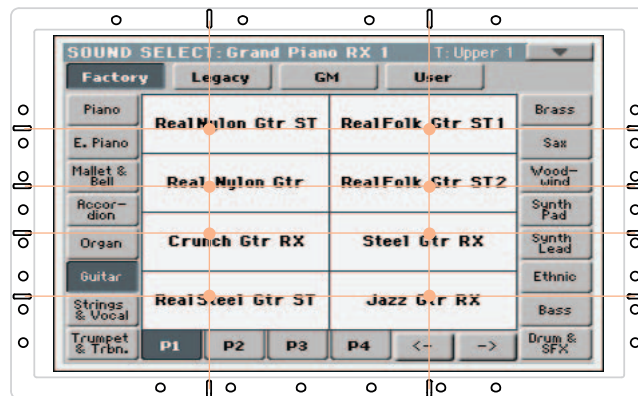 SOUND SELECT:Grand Piano RX 1 T:Upper 1
Factory Legacy GM User
Piano
E. Piano
Mallet &
Bell
Accor-
dion
Organ
Guitar
Strings
& Vocal
Trumpet
& Trbn.
RealNylon Gtr ST RealFolk Gtr ST1
Real Nylon Gtr RealFolk Gtr ST2
Crunch Gtr RX Steel Gtr RX
RealSteel Gtr ST Jazz Gtr RX
Brass
Sax
Wood-
wind
Synth
Pad
Synth
Lead
Ethnic
Bass
Drum &
SFX
P1 P2 P3 P4 <- ->